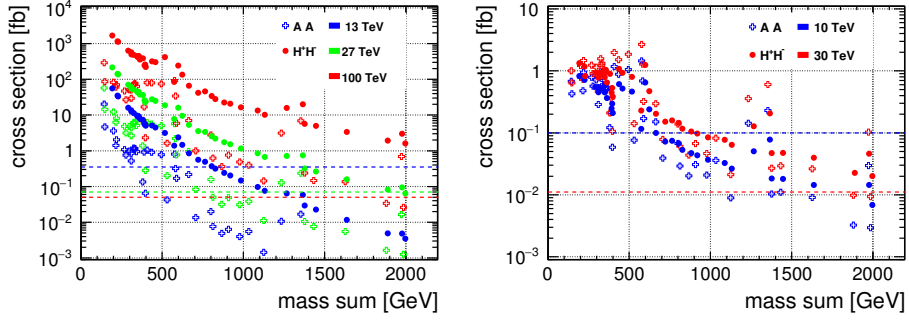 cross section [fb]
10⁴
10³
10²
10
1
10⁻¹
10⁻²
10⁻³
A A
13 TeV
H⁺H⁻
27 TeV
100 TeV
0 500 1000 1500 2000
mass sum [GeV]
cross section [fb]
10
1
10⁻¹
10⁻²
10⁻³
A A
10 TeV
H⁺H⁻
30 TeV
0 500 1000 1500 2000
mass sum [GeV]